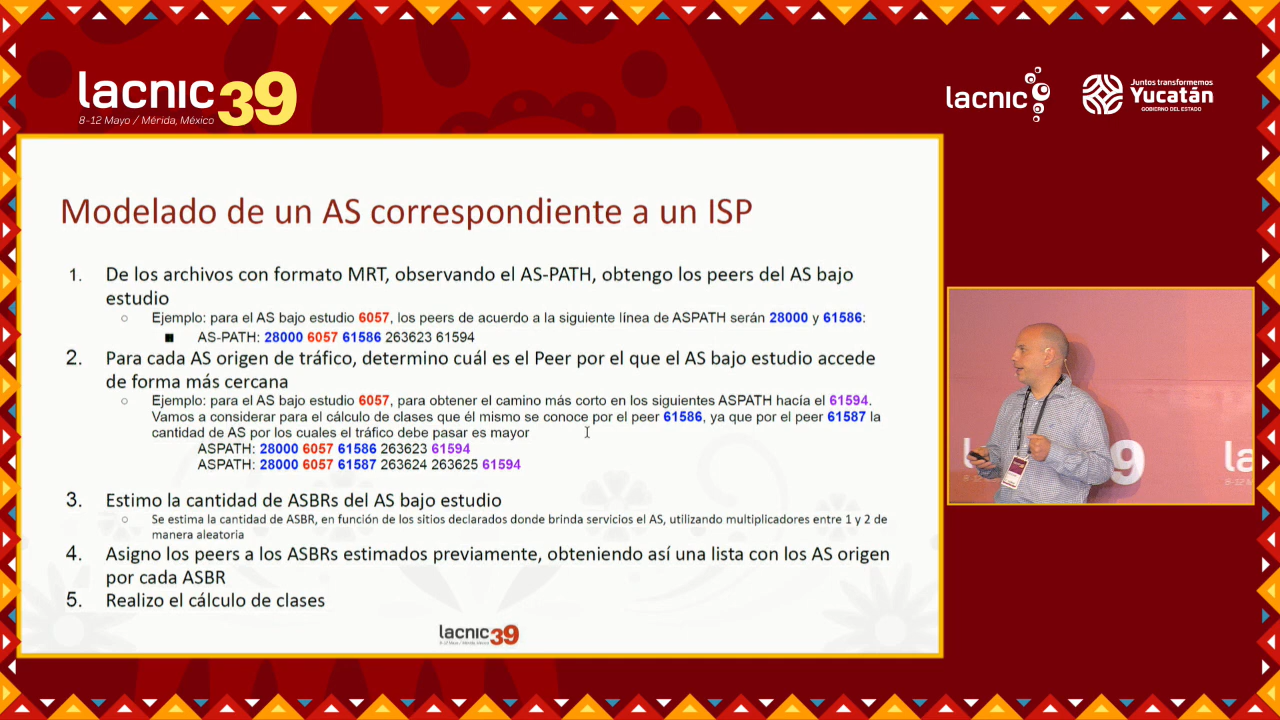 lacnic 39
8-12 Mayo / Mérida, México
lacnic
Juntos transformemos
Yucatán
GOBIERNO DEL ESTADO
Modelado de un AS correspondiente a un ISP
1. De los archivos con formato MRT, observando el AS-PATH, obtengo los peers del AS bajo
estudio
○ Ejemplo: para el AS bajo estudio 6057, los peers de acuerdo a la siguiente línea de ASPATH serán 28000 y 61586:
■ AS-PATH: 28000 6057 61586 263623 61594
2. Para cada AS origen de tráfico, determino cuál es el Peer por el que el AS bajo estudio accede
de forma más cercana
○ Ejemplo: para el AS bajo estudio 6057, para obtener el camino más corto en los siguientes ASPATH hacía el 61594.
Vamos a considerar para el cálculo de clases que él mismo se conoce por el peer 61586, ya que por el peer 61587 la
cantidad de AS por los cuales el tráfico debe pasar es mayor
ASPATH: 28000 6057 61586 263623 61594
ASPATH: 28000 6057 61587 263624 263625 61594
3. Estimo la cantidad de ASBRs del AS bajo estudio
○ Se estima la cantidad de ASBR, en función de los sitios declarados donde brinda servicios el AS, utilizando multiplicadores entre 1 y 2 de
manera aleatoria
4. Asigno los peers a los ASBRs estimados previamente, obteniendo así una lista con los AS origen
por cada ASBR
5. Realizo el cálculo de clases
lacnic 39
9
la